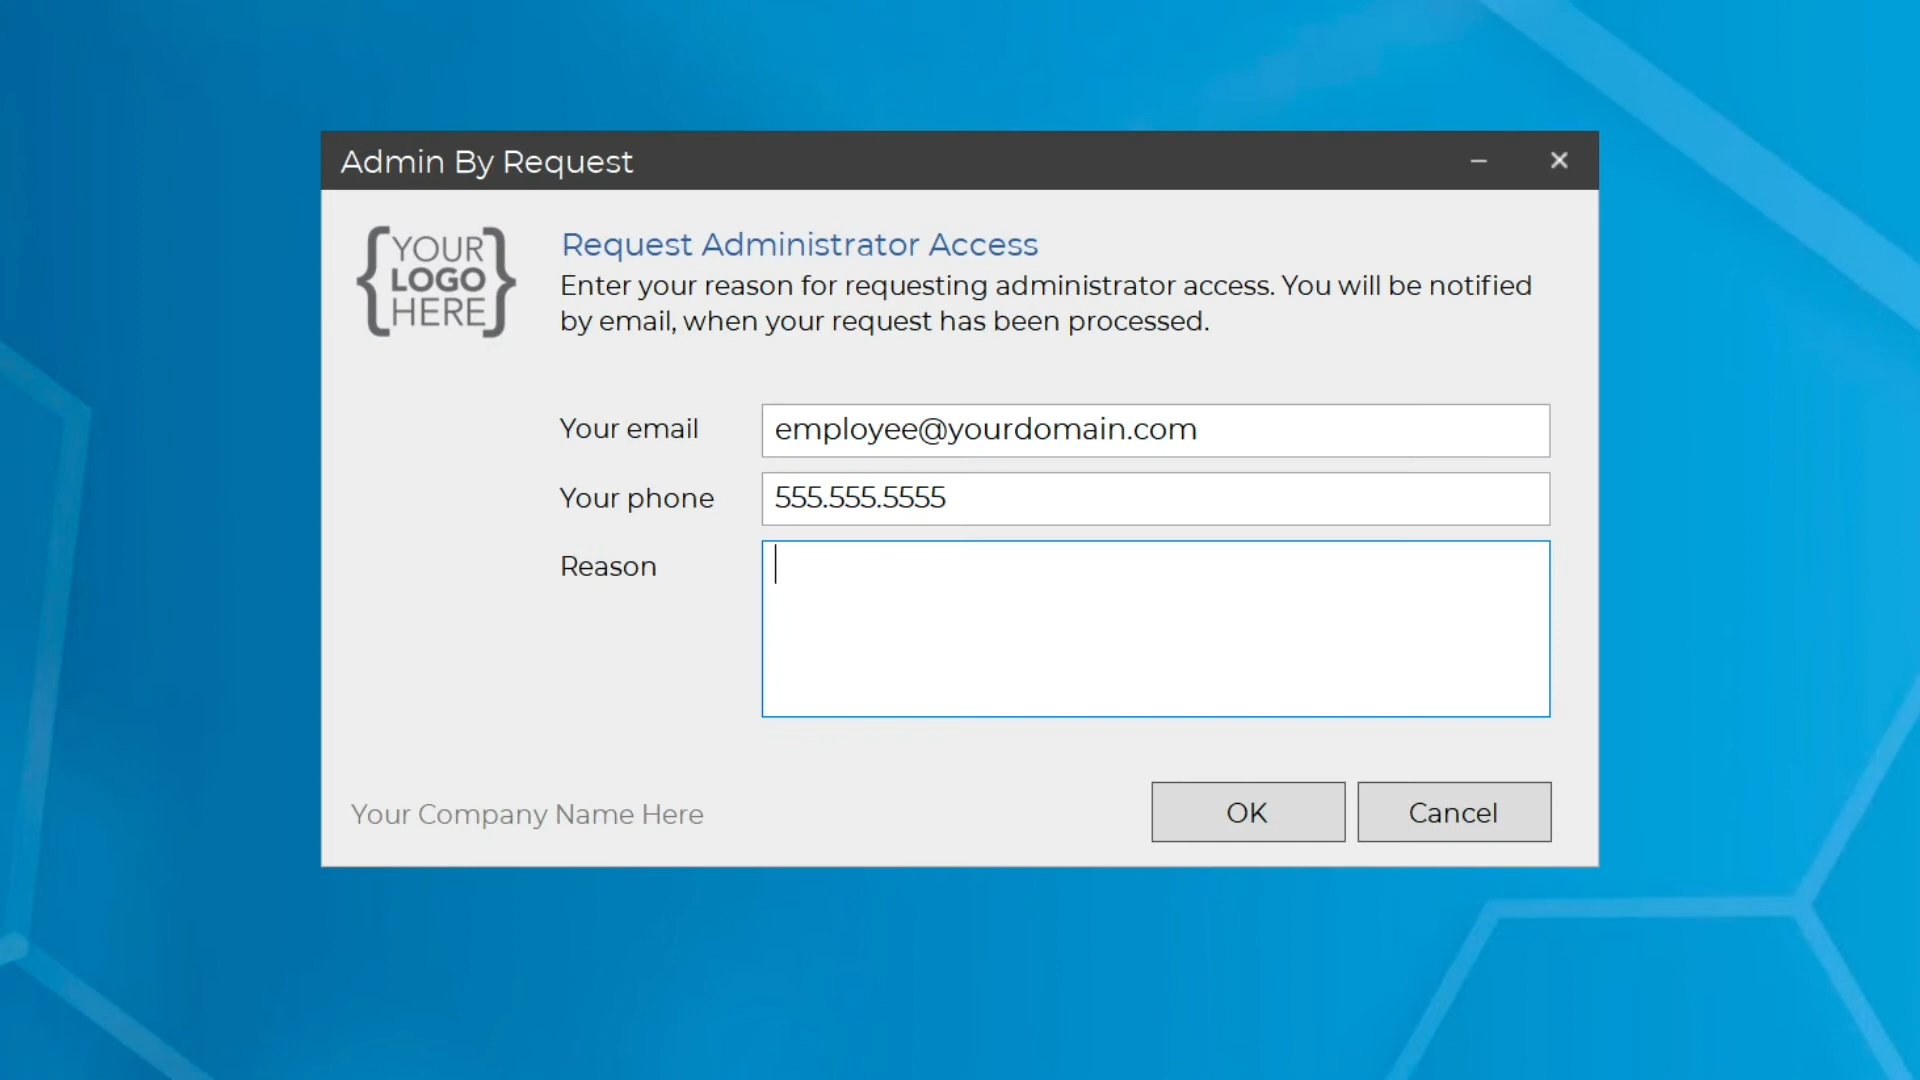 Admin By Request
YOUR
LOGO
HERE
Request Administrator Access
Enter your reason for requesting administrator access. You will be notified
by email, when your request has been processed.
Your email
employee@yourdomain.com
Your phone
555.555.5555
Reason
Your Company Name Here
OK
Cancel